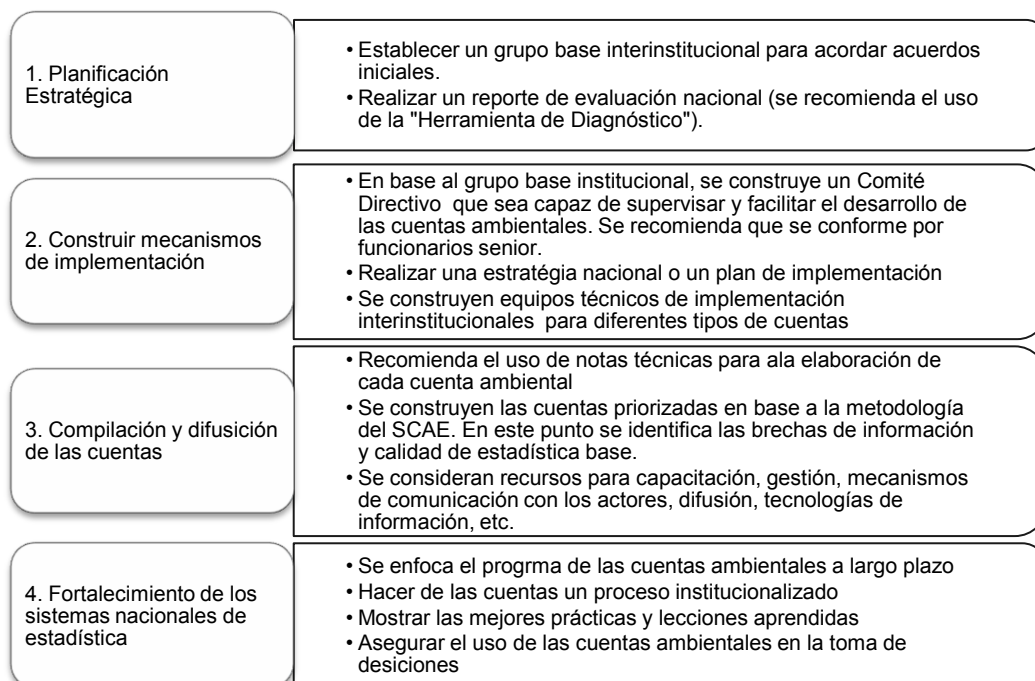 1. Planificación
Estratégica
• Establecer un grupo base interinstitucional para acordar acuerdos
iniciales.
• Realizar un reporte de evaluación nacional (se recomienda el uso
de la "Herramienta de Diagnóstico").
2. Construir mecanismos
de implementación
• En base al grupo base institucional, se construye un Comité
Directivo que sea capaz de supervisar y facilitar el desarrollo de
las cuentas ambientales. Se recomienda que se conforme por
funcionarios senior.
• Realizar una estratégia nacional o un plan de implementación
• Se construyen equipos técnicos de implementación
interinstitucionales para diferentes tipos de cuentas
3. Compilación y difusición
de las cuentas
• Recomienda el uso de notas técnicas para ala elaboración de
cada cuenta ambiental
• Se construyen las cuentas priorizadas en base a la metodología
del SCAE. En este punto se identifica las brechas de información
y calidad de estadística base.
• Se consideran recursos para capacitación, gestión, mecanismos
de comunicación con los actores, difusión, tecnologías de
información, etc.
4. Fortalecimiento de los
sistemas nacionales de
estadística
• Se enfoca el progrma de las cuentas ambientales a largo plazo
• Hacer de las cuentas un proceso institucionalizado
• Mostrar las mejores prácticas y lecciones aprendidas
• Asegurar el uso de las cuentas ambientales en la toma de
desiciones